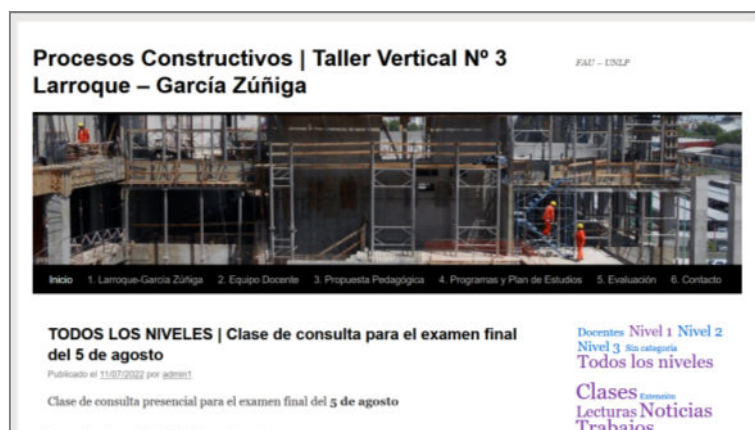 Procesos Constructivos | Taller Vertical Nº 3
Larroque – García Zúñiga
FAU – UNLP
Inicio 1. Larroque-García Zúñiga 2. Equipo Docente 3. Propuesta Pedagógica 4. Programas y Plan de Estudios 5. Evaluación 6. Contacto
TODOS LOS NIVELES | Clase de consulta para el examen final
del 5 de agosto
Publicado el 11/07/2022 por admin1
Clase de consulta presencial para el examen final del 5 de agosto
Docentes Nivel 1 Nivel 2
Nivel 3 Sin categoría
Todos los niveles
Clases Extensión
Lecturas Noticias
Trabajos